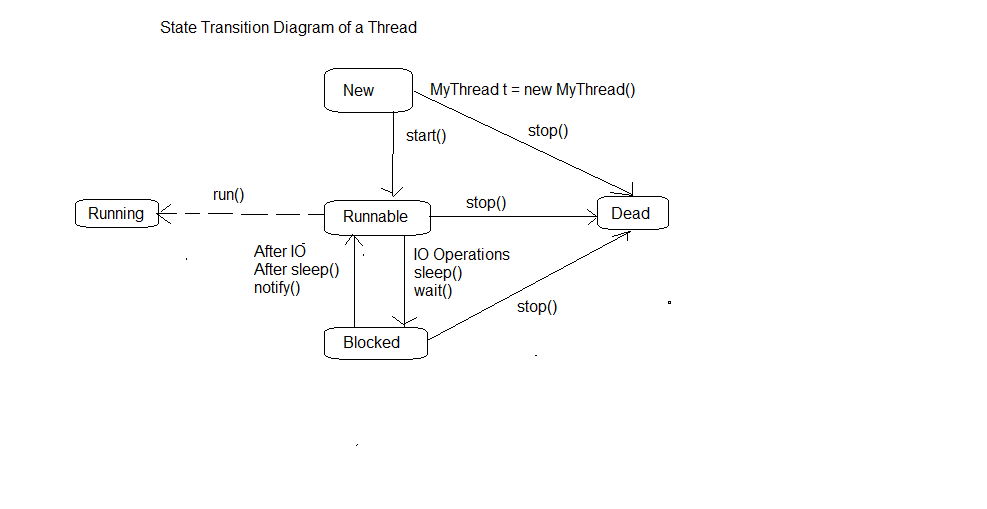 State Transition Diagram of a Thread
New
MyThread t = new MyThread()
stop()
start()
run()
Running
Runnable
stop()
Dead
After IO
After sleep()
notify()
IO Operations
sleep()
wait()
stop()
Blocked